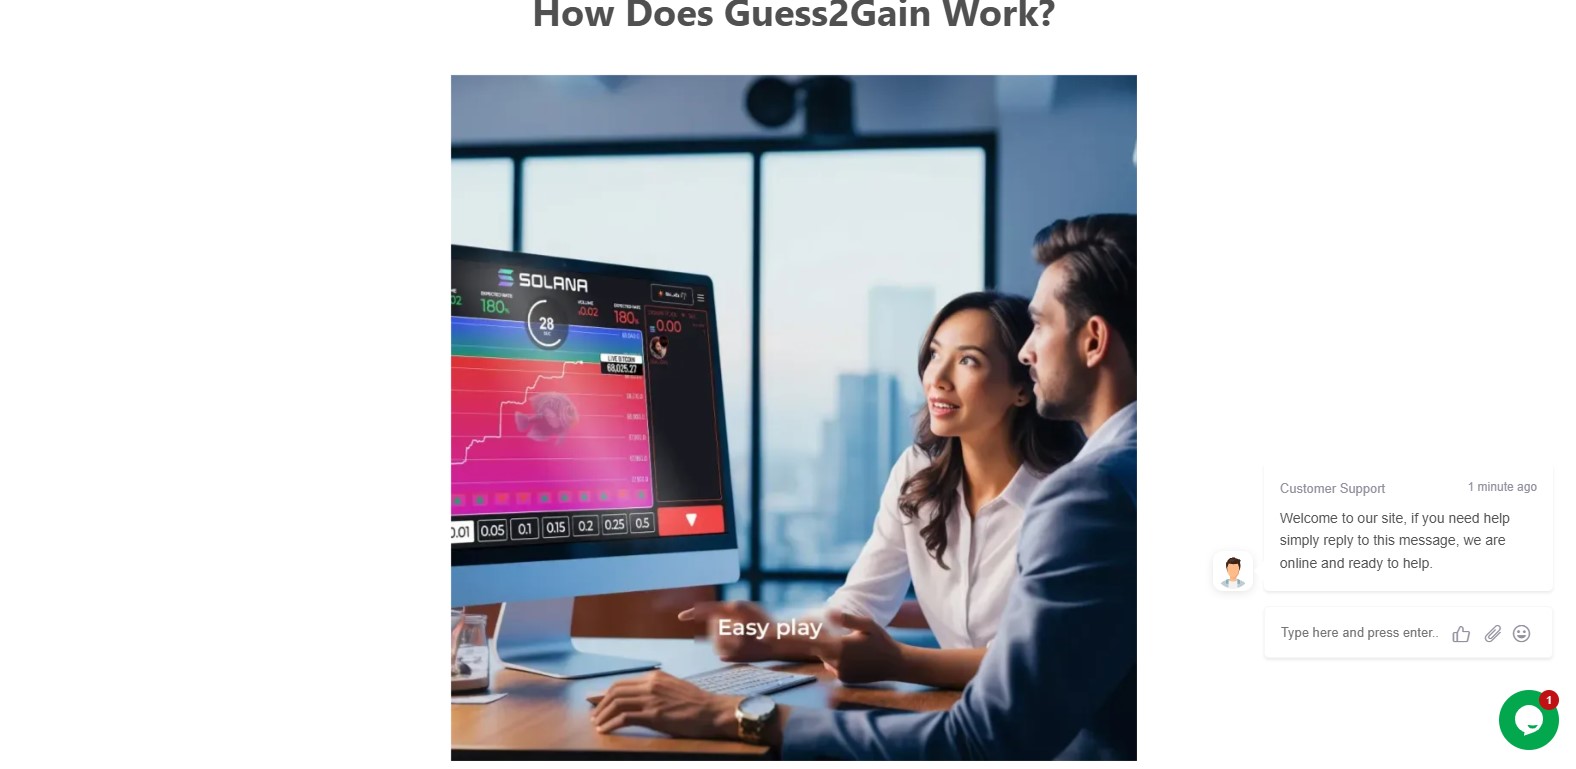 How Does Guess2Gain Work?
SOLANA
180%
28
0.02
180%
0.00
LIVE BITCOIN
68,025.27
0.01 0.05 0.1 0.15 0.2 0.25 0.5
Easy play
Customer Support 1 minute ago
Welcome to our site, if you need help
simply reply to this message, we are
online and ready to help.
Type here and press enter..
1